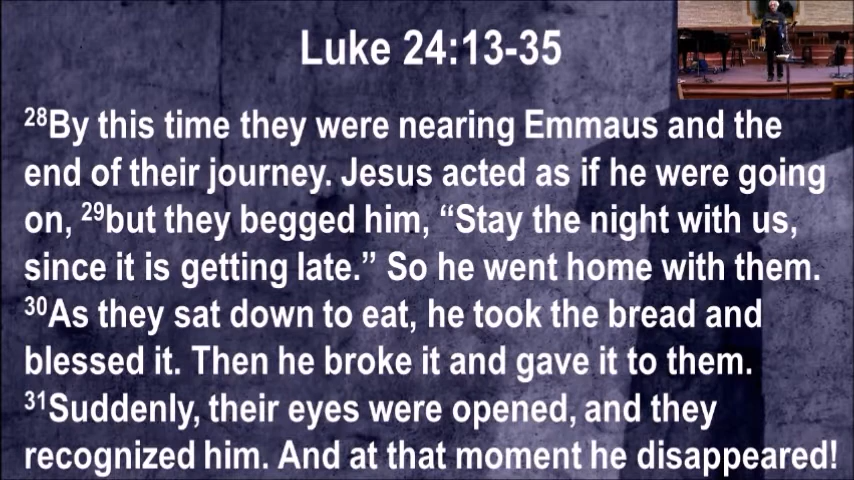 Luke 24:13-35
28By this time they were nearing Emmaus and the
end of their journey. Jesus acted as if he were going
on, 29but they begged him, “Stay the night with us,
since it is getting late.” So he went home with them.
30As they sat down to eat, he took the bread and
blessed it. Then he broke it and gave it to them.
31Suddenly, their eyes were opened, and they
recognized him. And at that moment he disappeared!